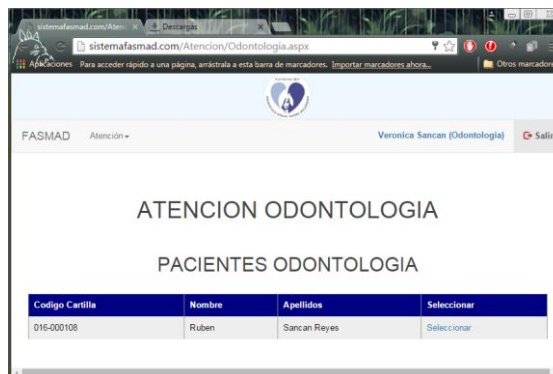 sistemafasmad.com/Aten
Descargas
sistemafasmad.com/Atencion/Odontologia.aspx
Aplicaciones Para acceder rápido a una página, arrástrala a esta barra de marcadores. Importar marcadores ahora... Otros marcadores
FASMAD Atención Veronica Sancan (Odontologia) Salir
ATENCION ODONTOLOGIA
PACIENTES ODONTOLOGIA
Codigo Cartilla Nombre Apellidos Seleccionar
016-000108 Ruben Sancan Reyes Seleccionar